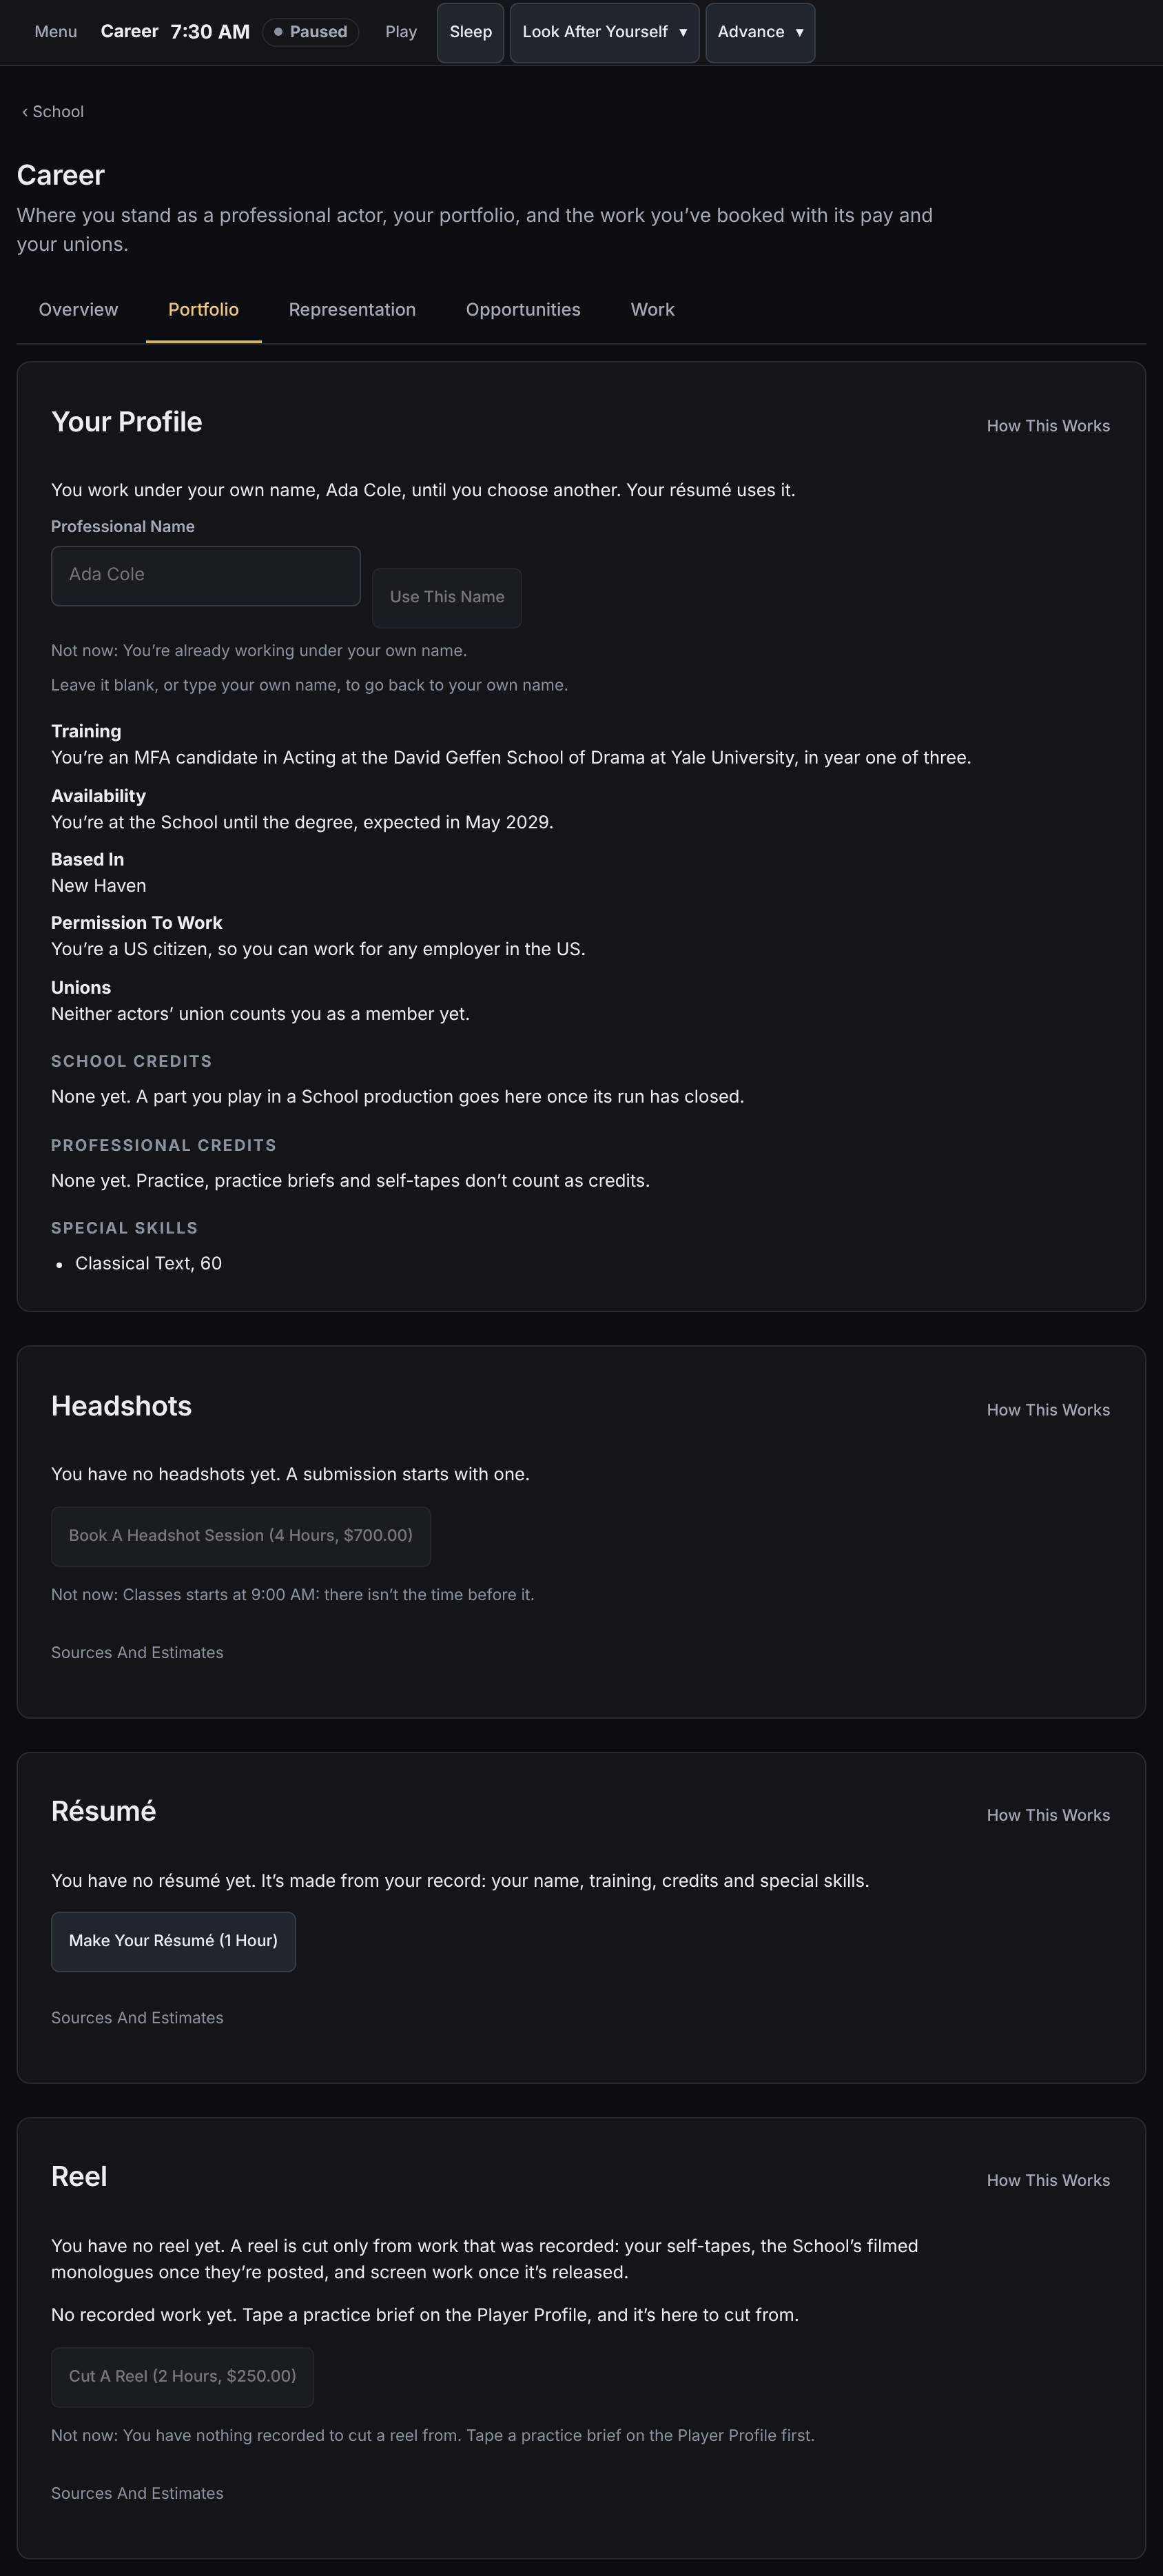 Menu Career 7:30 AM Paused Play Sleep Look After Yourself ▾ Advance ▾
‹ School
Career
Where you stand as a professional actor, your portfolio, and the work you’ve booked with its pay and
your unions.
Overview Portfolio Representation Opportunities Work
Your Profile
How This Works
You work under your own name, Ada Cole, until you choose another. Your résumé uses it.
Professional Name
Ada Cole
Use This Name
Not now: You’re already working under your own name.
Leave it blank, or type your own name, to go back to your own name.
Training
You’re an MFA candidate in Acting at the David Geffen School of Drama at Yale University, in year one of three.
Availability
You’re at the School until the degree, expected in May 2029.
Based In
New Haven
Permission To Work
You’re a US citizen, so you can work for any employer in the US.
Unions
Neither actors’ union counts you as a member yet.
SCHOOL CREDITS
None yet. A part you play in a School production goes here once its run has closed.
PROFESSIONAL CREDITS
None yet. Practice, practice briefs and self-tapes don’t count as credits.
SPECIAL SKILLS
• Classical Text, 60
Headshots
How This Works
You have no headshots yet. A submission starts with one.
Book A Headshot Session (4 Hours, $700.00)
Not now: Classes starts at 9:00 AM: there isn’t the time before it.
Sources And Estimates
Résumé
How This Works
You have no résumé yet. It’s made from your record: your name, training, credits and special skills.
Make Your Résumé (1 Hour)
Sources And Estimates
Reel
How This Works
You have no reel yet. A reel is cut only from work that was recorded: your self-tapes, the School’s filmed
monologues once they’re posted, and screen work once it’s released.
No recorded work yet. Tape a practice brief on the Player Profile, and it’s here to cut from.
Cut A Reel (2 Hours, $250.00)
Not now: You have nothing recorded to cut a reel from. Tape a practice brief on the Player Profile first.
Sources And Estimates